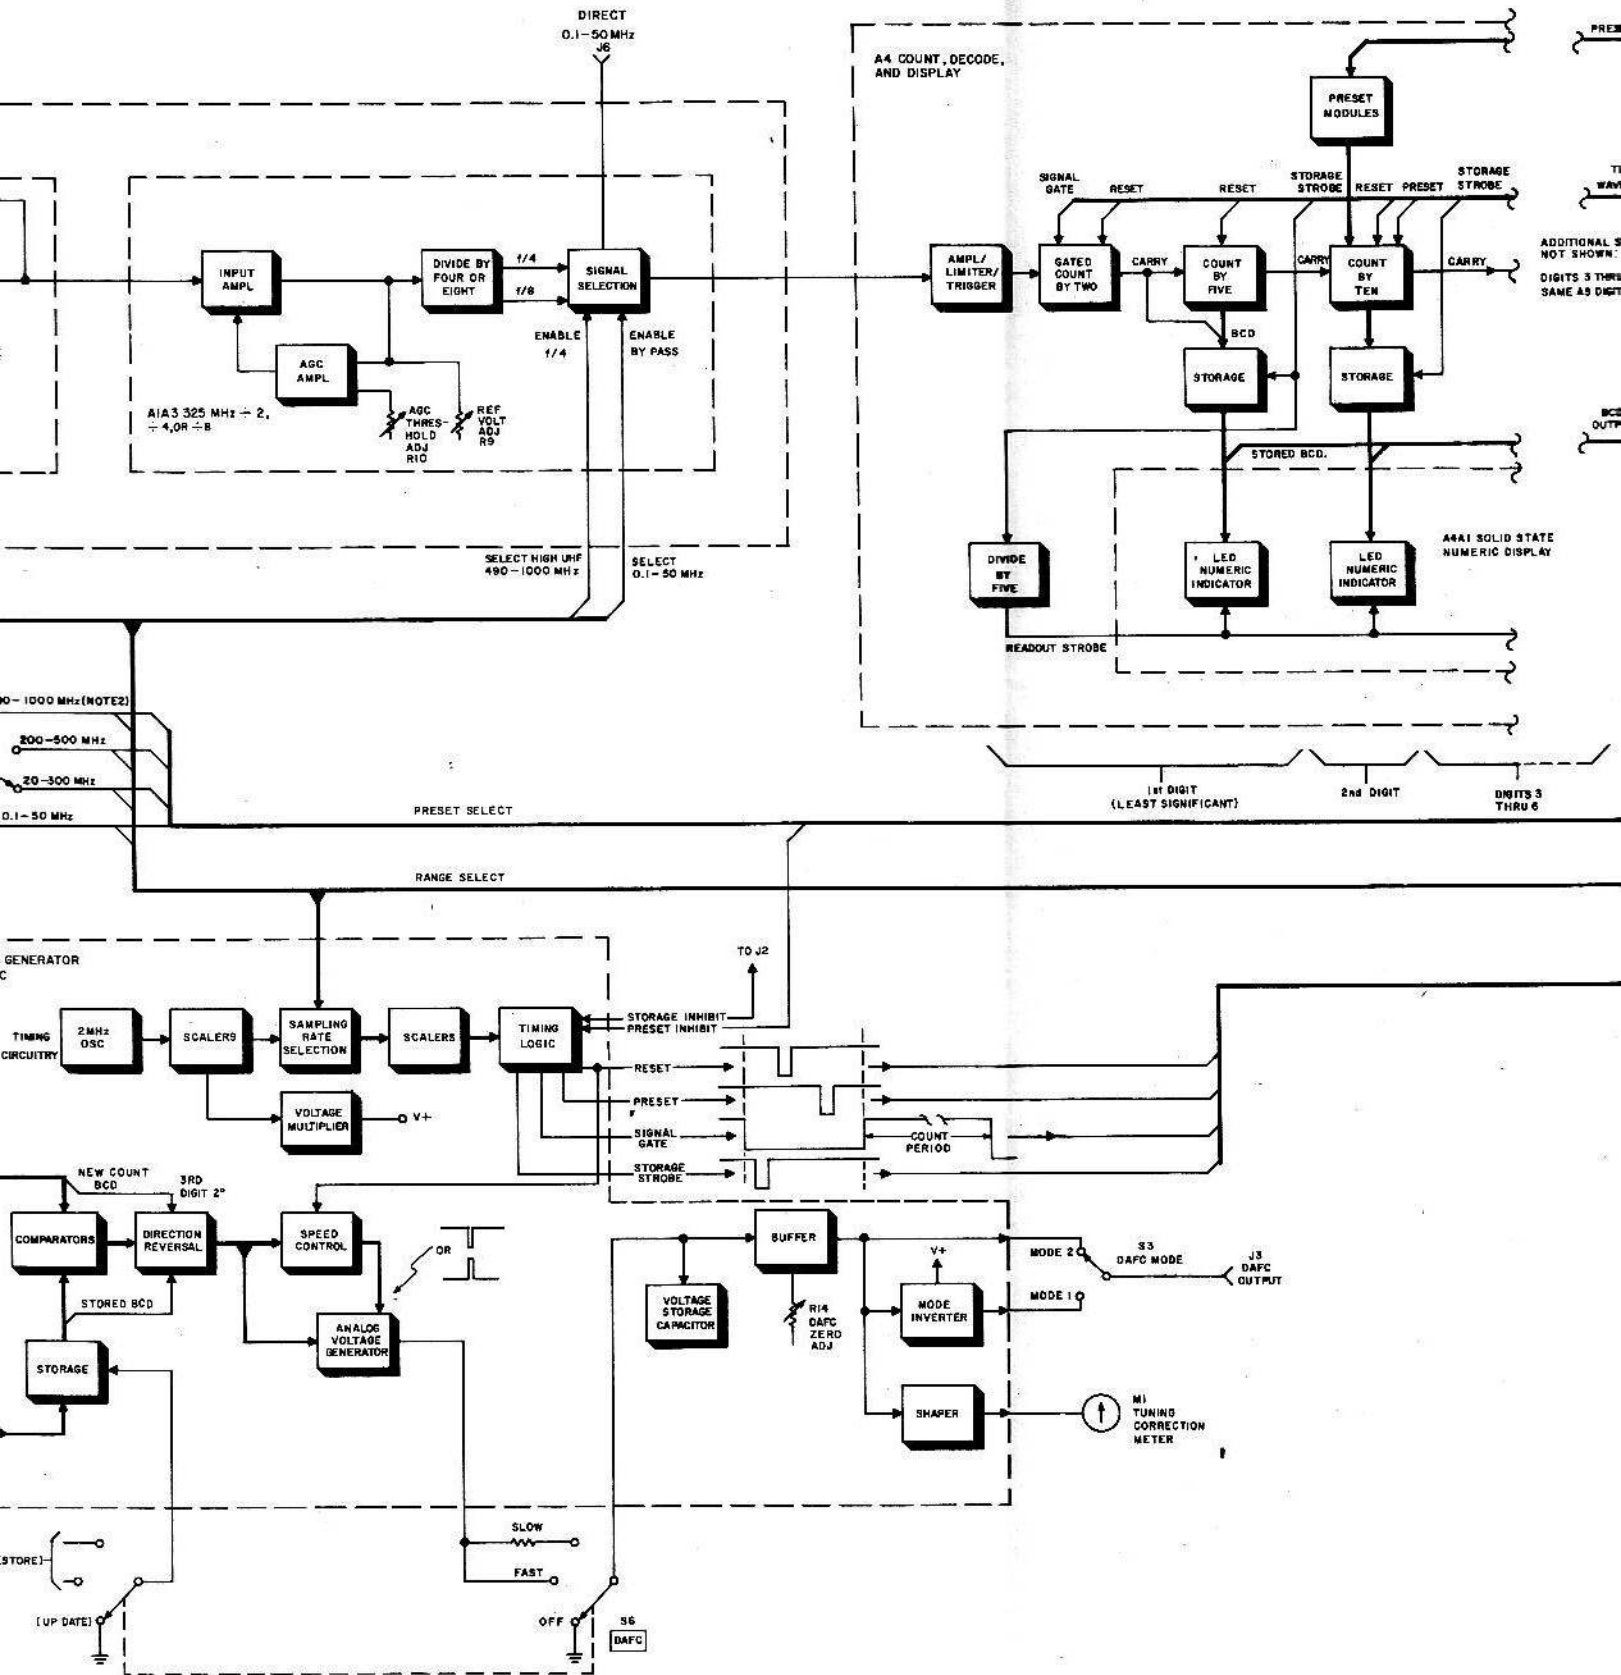 DIRECT
0.1-50 MHz
J6
A4 COUNT, DECODE,
AND DISPLAY
PRESET
MODULES
SIGNAL
GATE
RESET
RESET
STORAGE
STROBE
RESET
PRESET
STORAGE
STROBE
INPUT
AMPL
DIVIDE BY
FOUR OR
EIGHT
f/4
f/8
SIGNAL
SELECTION
AMPL/
LIMITER/
TRIGGER
GATED
COUNT
BY TWO
CARRY
COUNT
BY
FIVE
CARRY
COUNT
BY
TEN
CARRY
ADDITIONAL S
NOT SHOWN:
DIGITS 3 THRU
SAME AS DIGIT
ENABLE
f/4
ENABLE
BY PASS
BCD
AGC
AMPL
STORAGE
STORAGE
A1A3 325 MHz ÷ 2,
÷ 4, OR ÷ 8
AGC
THRES-
HOLD
ADJ
R10
REF
VOLT
ADJ
R9
BCD
OUTP
STORED BCD.
SELECT HIGH UHF
490-1000 MHz
SELECT
0.1-50 MHz
DIVIDE
BY
FIVE
LED
NUMERIC
INDICATOR
LED
NUMERIC
INDICATOR
A4A1 SOLID STATE
NUMERIC DISPLAY
READOUT STROBE
0-1000 MHz (NOTE2)
200-500 MHz
20-300 MHz
0.1-50 MHz
1st DIGIT
(LEAST SIGNIFICANT)
2nd DIGIT
DIGITS 3
THRU 6
PRESET SELECT
RANGE SELECT
GENERATOR
C
TO J2
TIMING
CIRCUITRY
2MHz
OSC
SCALERS
SAMPLING
RATE
SELECTION
SCALERS
TIMING
LOGIC
STORAGE INHIBIT
PRESET INHIBIT
RESET
PRESET
SIGNAL
GATE
STORAGE
STROBE
COUNT
PERIOD
VOLTAGE
MULTIPLIER
V+
NEW COUNT
BCD
3RD
DIGIT 2°
COMPARATORS
DIRECTION
REVERSAL
SPEED
CONTROL
OR
BUFFER
V+
MODE 2
S3
DAFC MODE
J3
DAFC
OUTPUT
STORED BCD
VOLTAGE
STORAGE
CAPACITOR
R14
DAFC
ZERO
ADJ
MODE
INVERTER
MODE 1
ANALOG
VOLTAGE
GENERATOR
STORAGE
SHAPER
M1
TUNING
CORRECTION
METER
SLOW
FAST
(STORE)
(UP DATE)
OFF
S6
DAFC